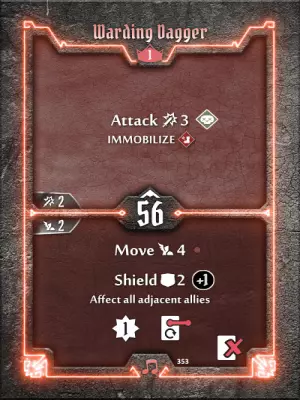 Warding Dagger
1
Attack 3
IMMOBILIZE
2
56
2
Move 4
Shield 2 +1
Affect all adjacent allies
1
353